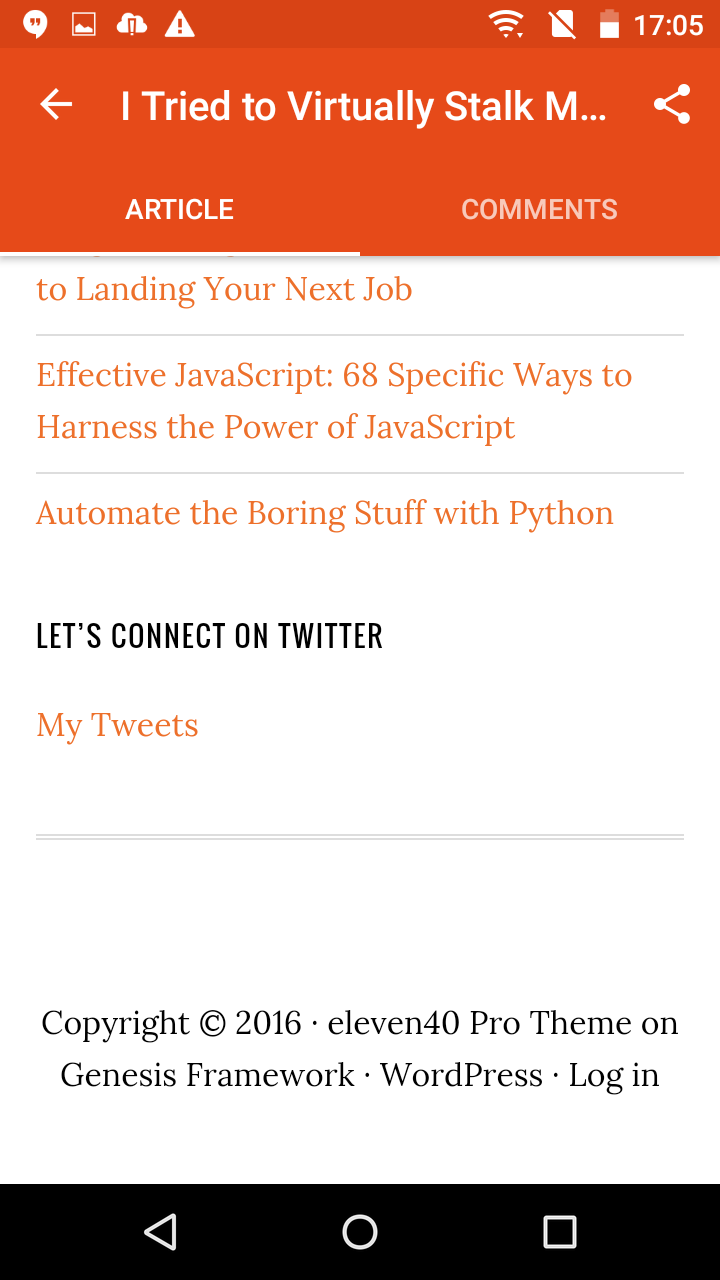 17:05
I Tried to Virtually Stalk M...
ARTICLE
COMMENTS
to Landing Your Next Job
Effective JavaScript: 68 Specific Ways to
Harness the Power of JavaScript
Automate the Boring Stuff with Python
LET’S CONNECT ON TWITTER
My Tweets
Copyright © 2016 · eleven40 Pro Theme on
Genesis Framework · WordPress · Log in